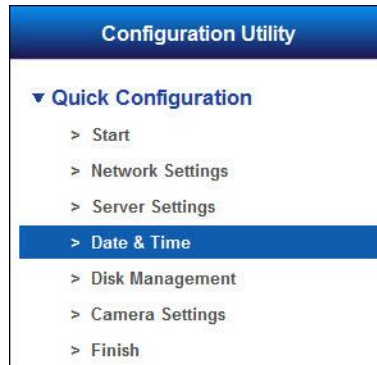 Configuration Utility
▼ Quick Configuration
> Start
> Network Settings
> Server Settings
> Date & Time
> Disk Management
> Camera Settings
> Finish